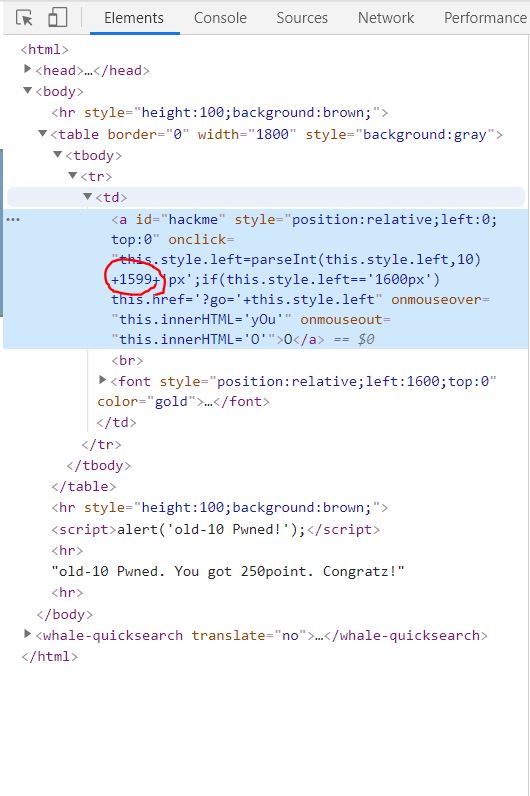 Elements Console Sources Network Performance
<html>
<head>…</head>
<body>
<hr style="height:100;background:brown;">
<table border="0" width="1800" style="background:gray">
<tbody>
<tr>
<td>
<a id="hackme" style="position:relative;left:0;
top:0" onclick=
"this.style.left=parseInt(this.style.left,10)
+1599+'px';if(this.style.left=='1600px')
this.href='?go='+this.style.left" onmouseover=
"this.innerHTML='yOu'" onmouseout=
"this.innerHTML='O'">O</a> == $0
<br>
<font style="position:relative;left:1600;top:0"
color="gold">…</font>
</td>
</tr>
</tbody>
</table>
<hr style="height:100;background:brown;">
<script>alert('old-10 Pwned!');</script>
<hr>
"old-10 Pwned. You got 250point. Congratz!"
<hr>
</body>
<whale-quicksearch translate="no">…</whale-quicksearch>
</html>